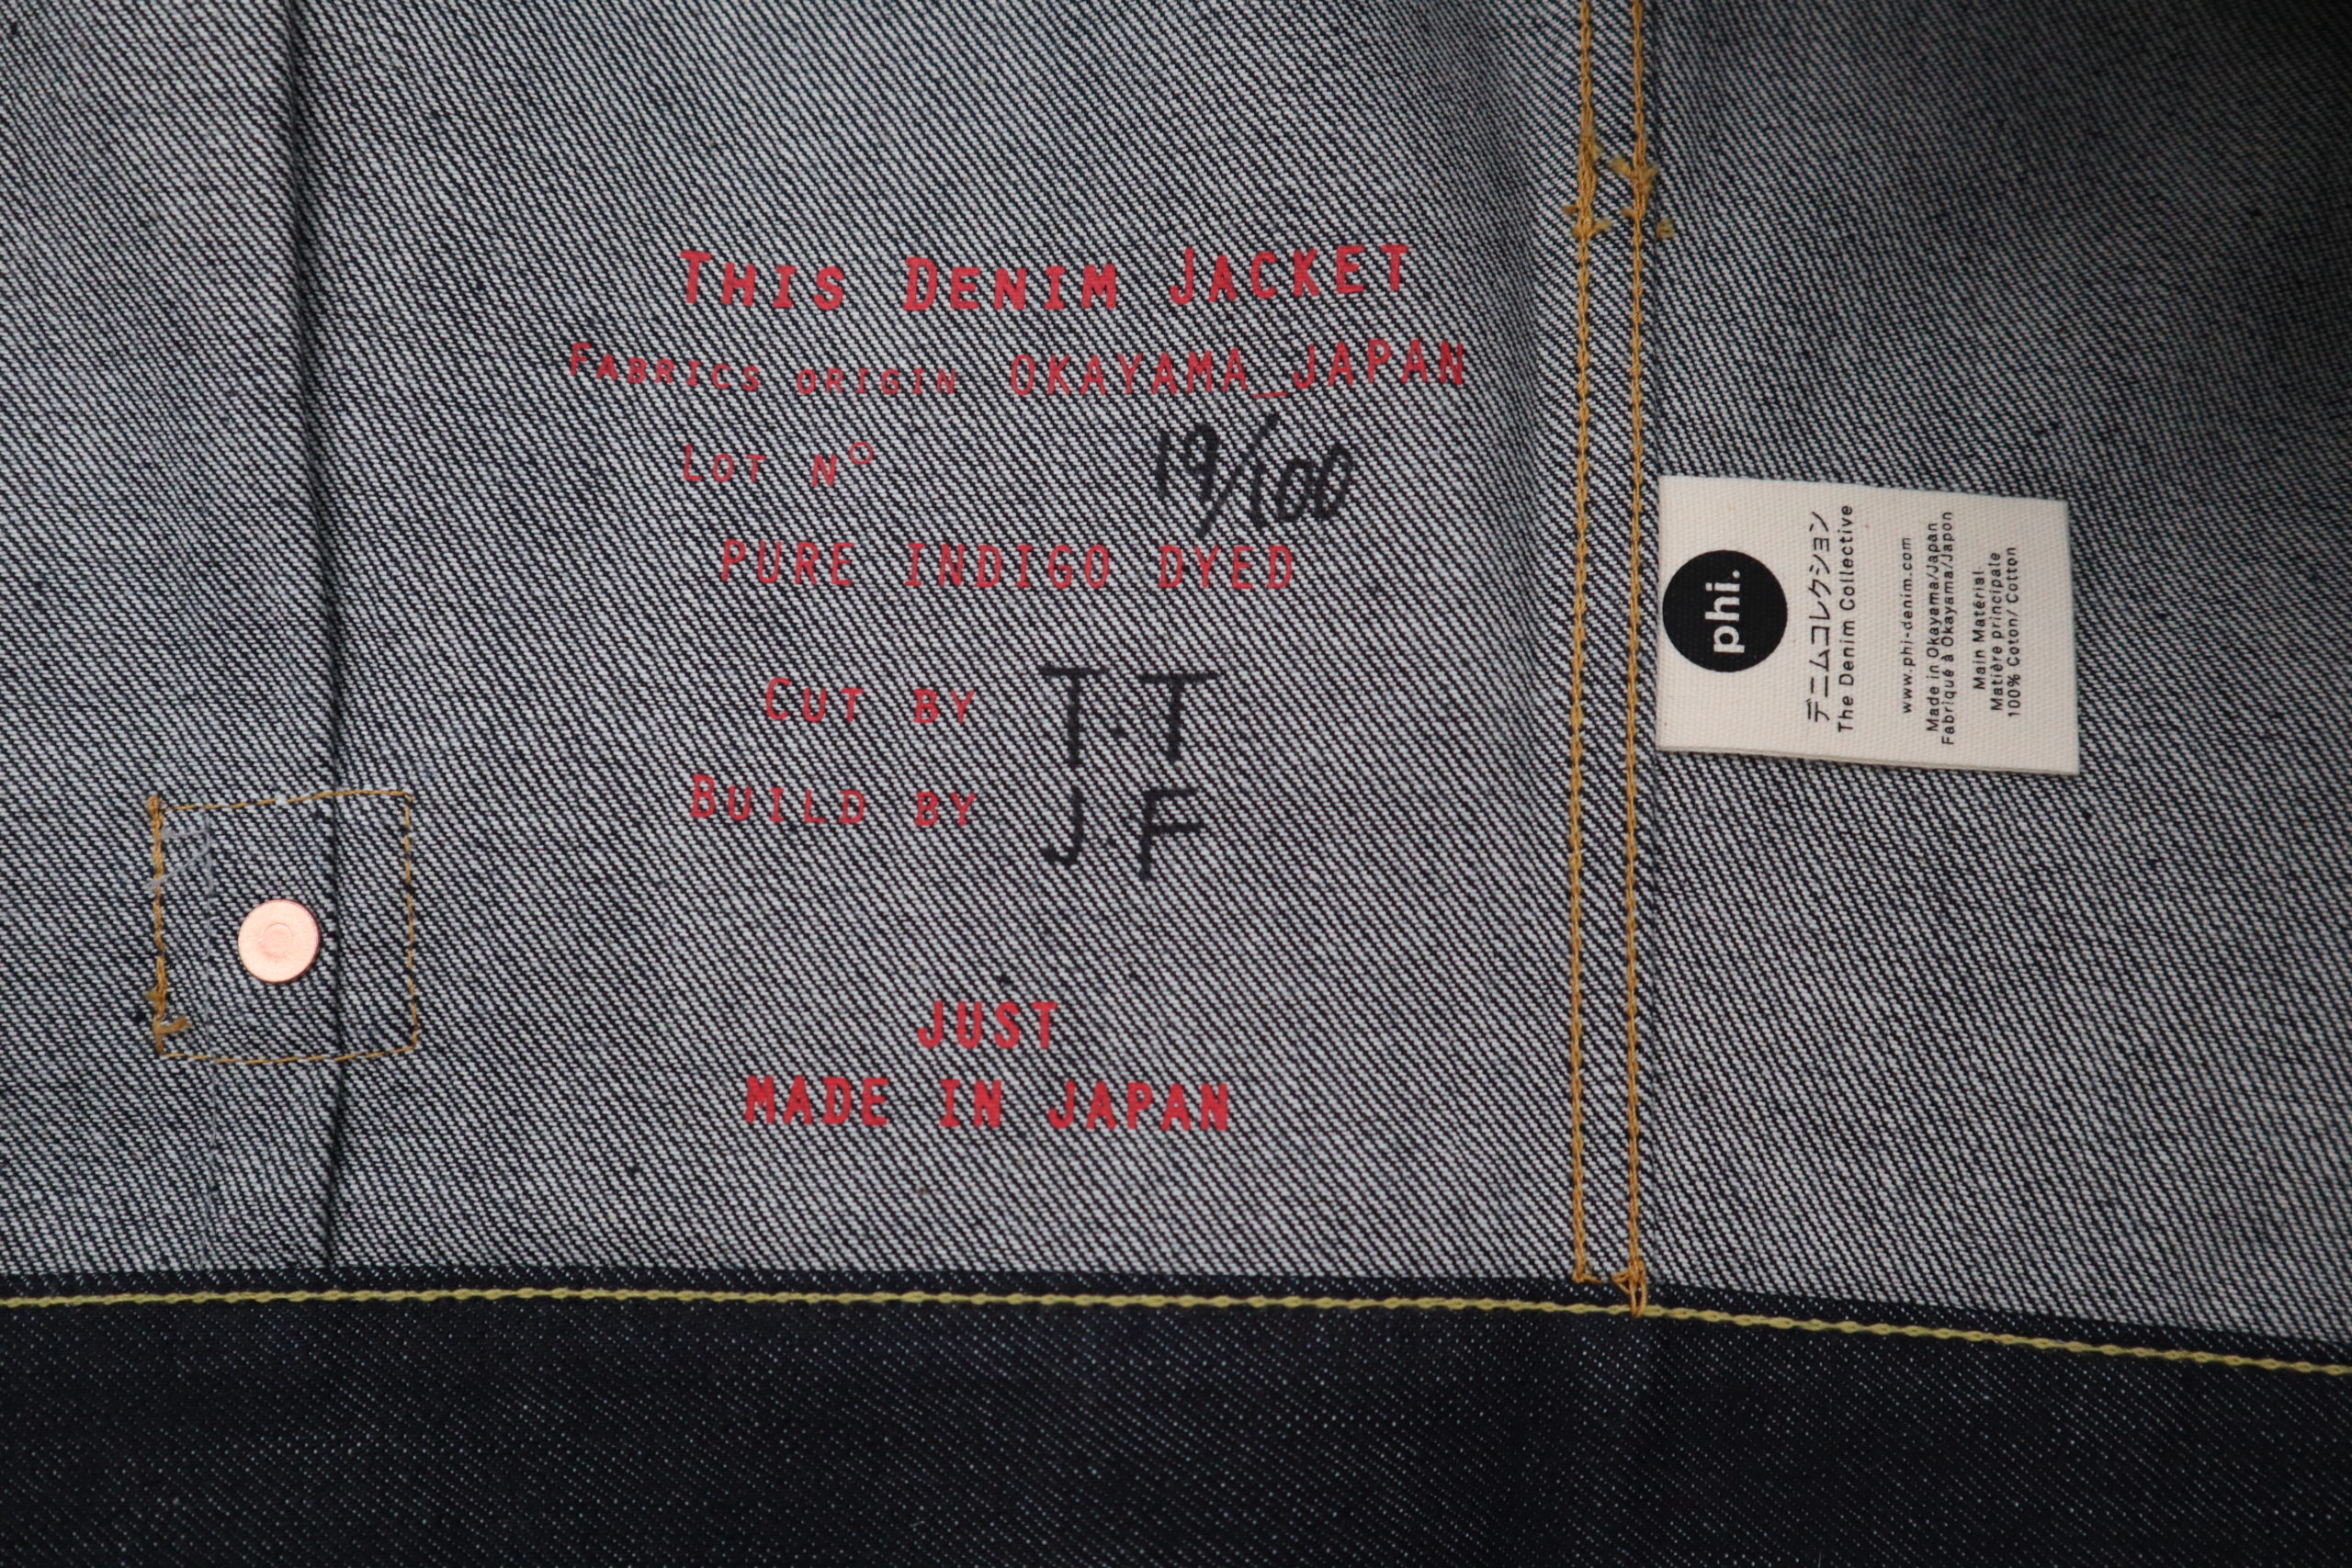 THIS DENIM JACKET
FABRICS ORIGIN OKAYAMA_JAPAN
LOT N° 19/100
PURE INDIGO DYED
CUT BY T.T
BUILD BY J.F
JUST
MADE IN JAPAN
phi.
デニムコレクション
The Denim Collective
www.phi-denim.com
Made in Okayama/Japan
Fabriqué à Okayama/Japon
Main Matérial
Matière principale
100% Coton/ Cotton